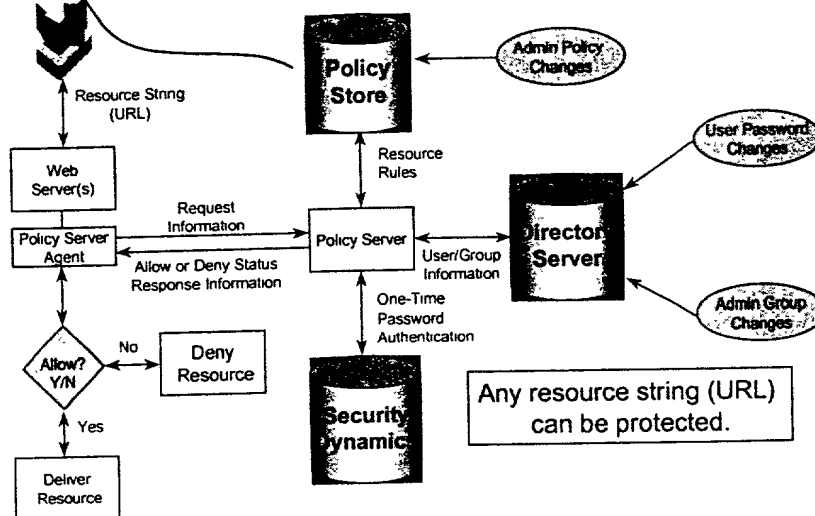 Policy
Store
Admin Policy
Changes
Resource String
(URL)
User Password
Changes
Web
Server(s)
Resource
Rules
Request
Information
Policy Server
Agent
Policy Server
Director
Server
Allow or Deny Status
Response Information
User/Group
Information
One-Time
Password
Authentication
Admin Group
Changes
Allow?
Y/N
No
Deny
Resource
Yes
Security
Dynamic
Any resource string (URL)
can be protected.
Deliver
Resource